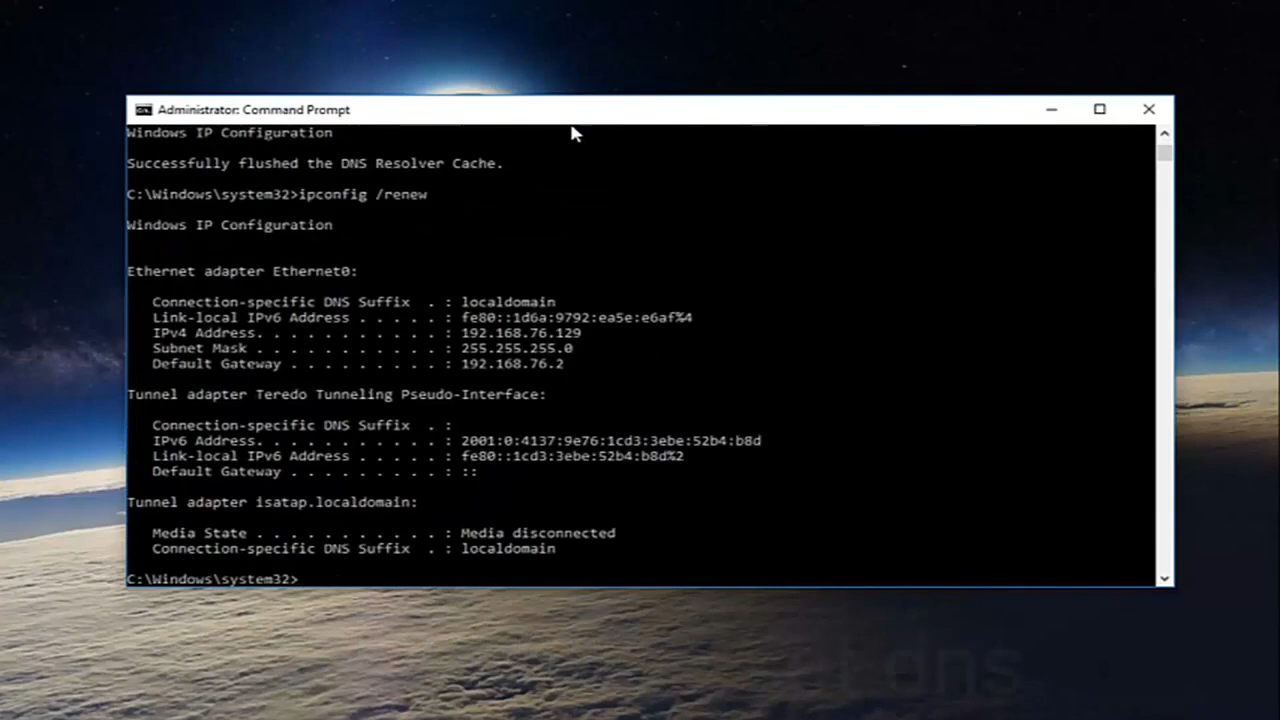 Administrator: Command Prompt
Windows IP Configuration
Successfully flushed the DNS Resolver Cache.
C:\Windows\system32>ipconfig /renew
Windows IP Configuration
Ethernet adapter Ethernet0:
Connection-specific DNS Suffix . : localdomain
Link-local IPv6 Address . . . . . : fe80::1d6a:9792:ea5e:e6af%4
IPv4 Address. . . . . . . . . . . : 192.168.76.129
Subnet Mask . . . . . . . . . . . : 255.255.255.0
Default Gateway . . . . . . . . . : 192.168.76.2
Tunnel adapter Teredo Tunneling Pseudo-Interface:
Connection-specific DNS Suffix . :
IPv6 Address. . . . . . . . . . . : 2001:0:4137:9e76:1cd3:3ebe:52b4:b8d
Link-local IPv6 Address . . . . . : fe80::1cd3:3ebe:52b4:b8d%2
Default Gateway . . . . . . . . . : ::
Tunnel adapter isatap.localdomain:
Media State . . . . . . . . . . . : Media disconnected
Connection-specific DNS Suffix . : localdomain
C:\Windows\system32>
dns